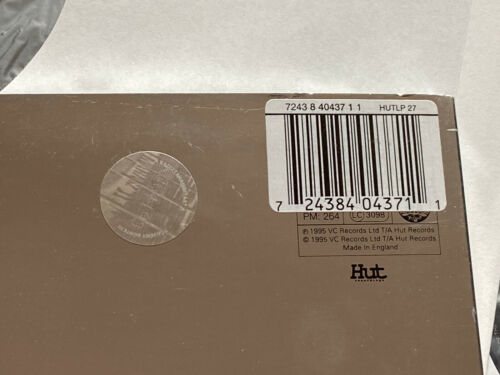 7243 8 40437 1 1 HUTLP 27
7 24384 04371 1
PM: 264 LC 3098
℗ 1995 VC Records Ltd T/A Hut Records
© 1995 VC Records Ltd T/A Hut Records
Made in England
Hut
recordings